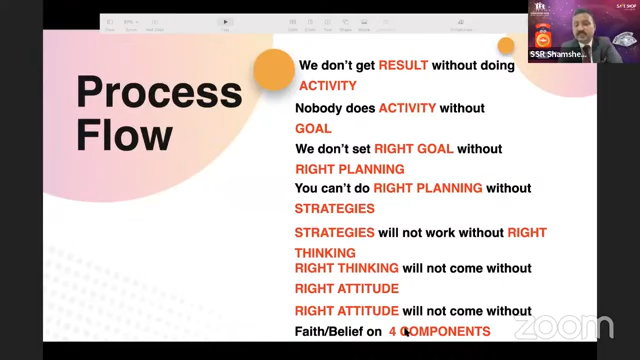 Process
Flow
We don't get RESULT without doing
ACTIVITY
Nobody does ACTIVITY without
GOAL
We don't set RIGHT GOAL without
RIGHT PLANNING
You can't do RIGHT PLANNING without
STRATEGIES
STRATEGIES will not work without RIGHT
THINKING
RIGHT THINKING will not come without
RIGHT ATTITUDE
RIGHT ATTITUDE will not come without
Faith/Belief on 4 COMPONENTS
SSR Shamshe...
zoom